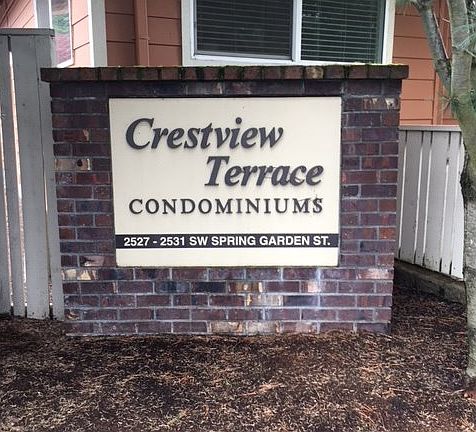 Crestview
Terrace
CONDOMINIUMS
2527 - 2531 SW SPRING GARDEN ST.